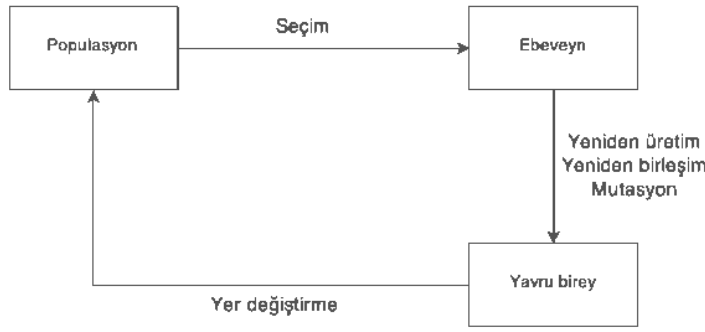 Populasyon
Seçim
Ebeveyn
Yeniden üretim
Yeniden birleşim
Mutasyon
Yavru birey
Yer değiştirme